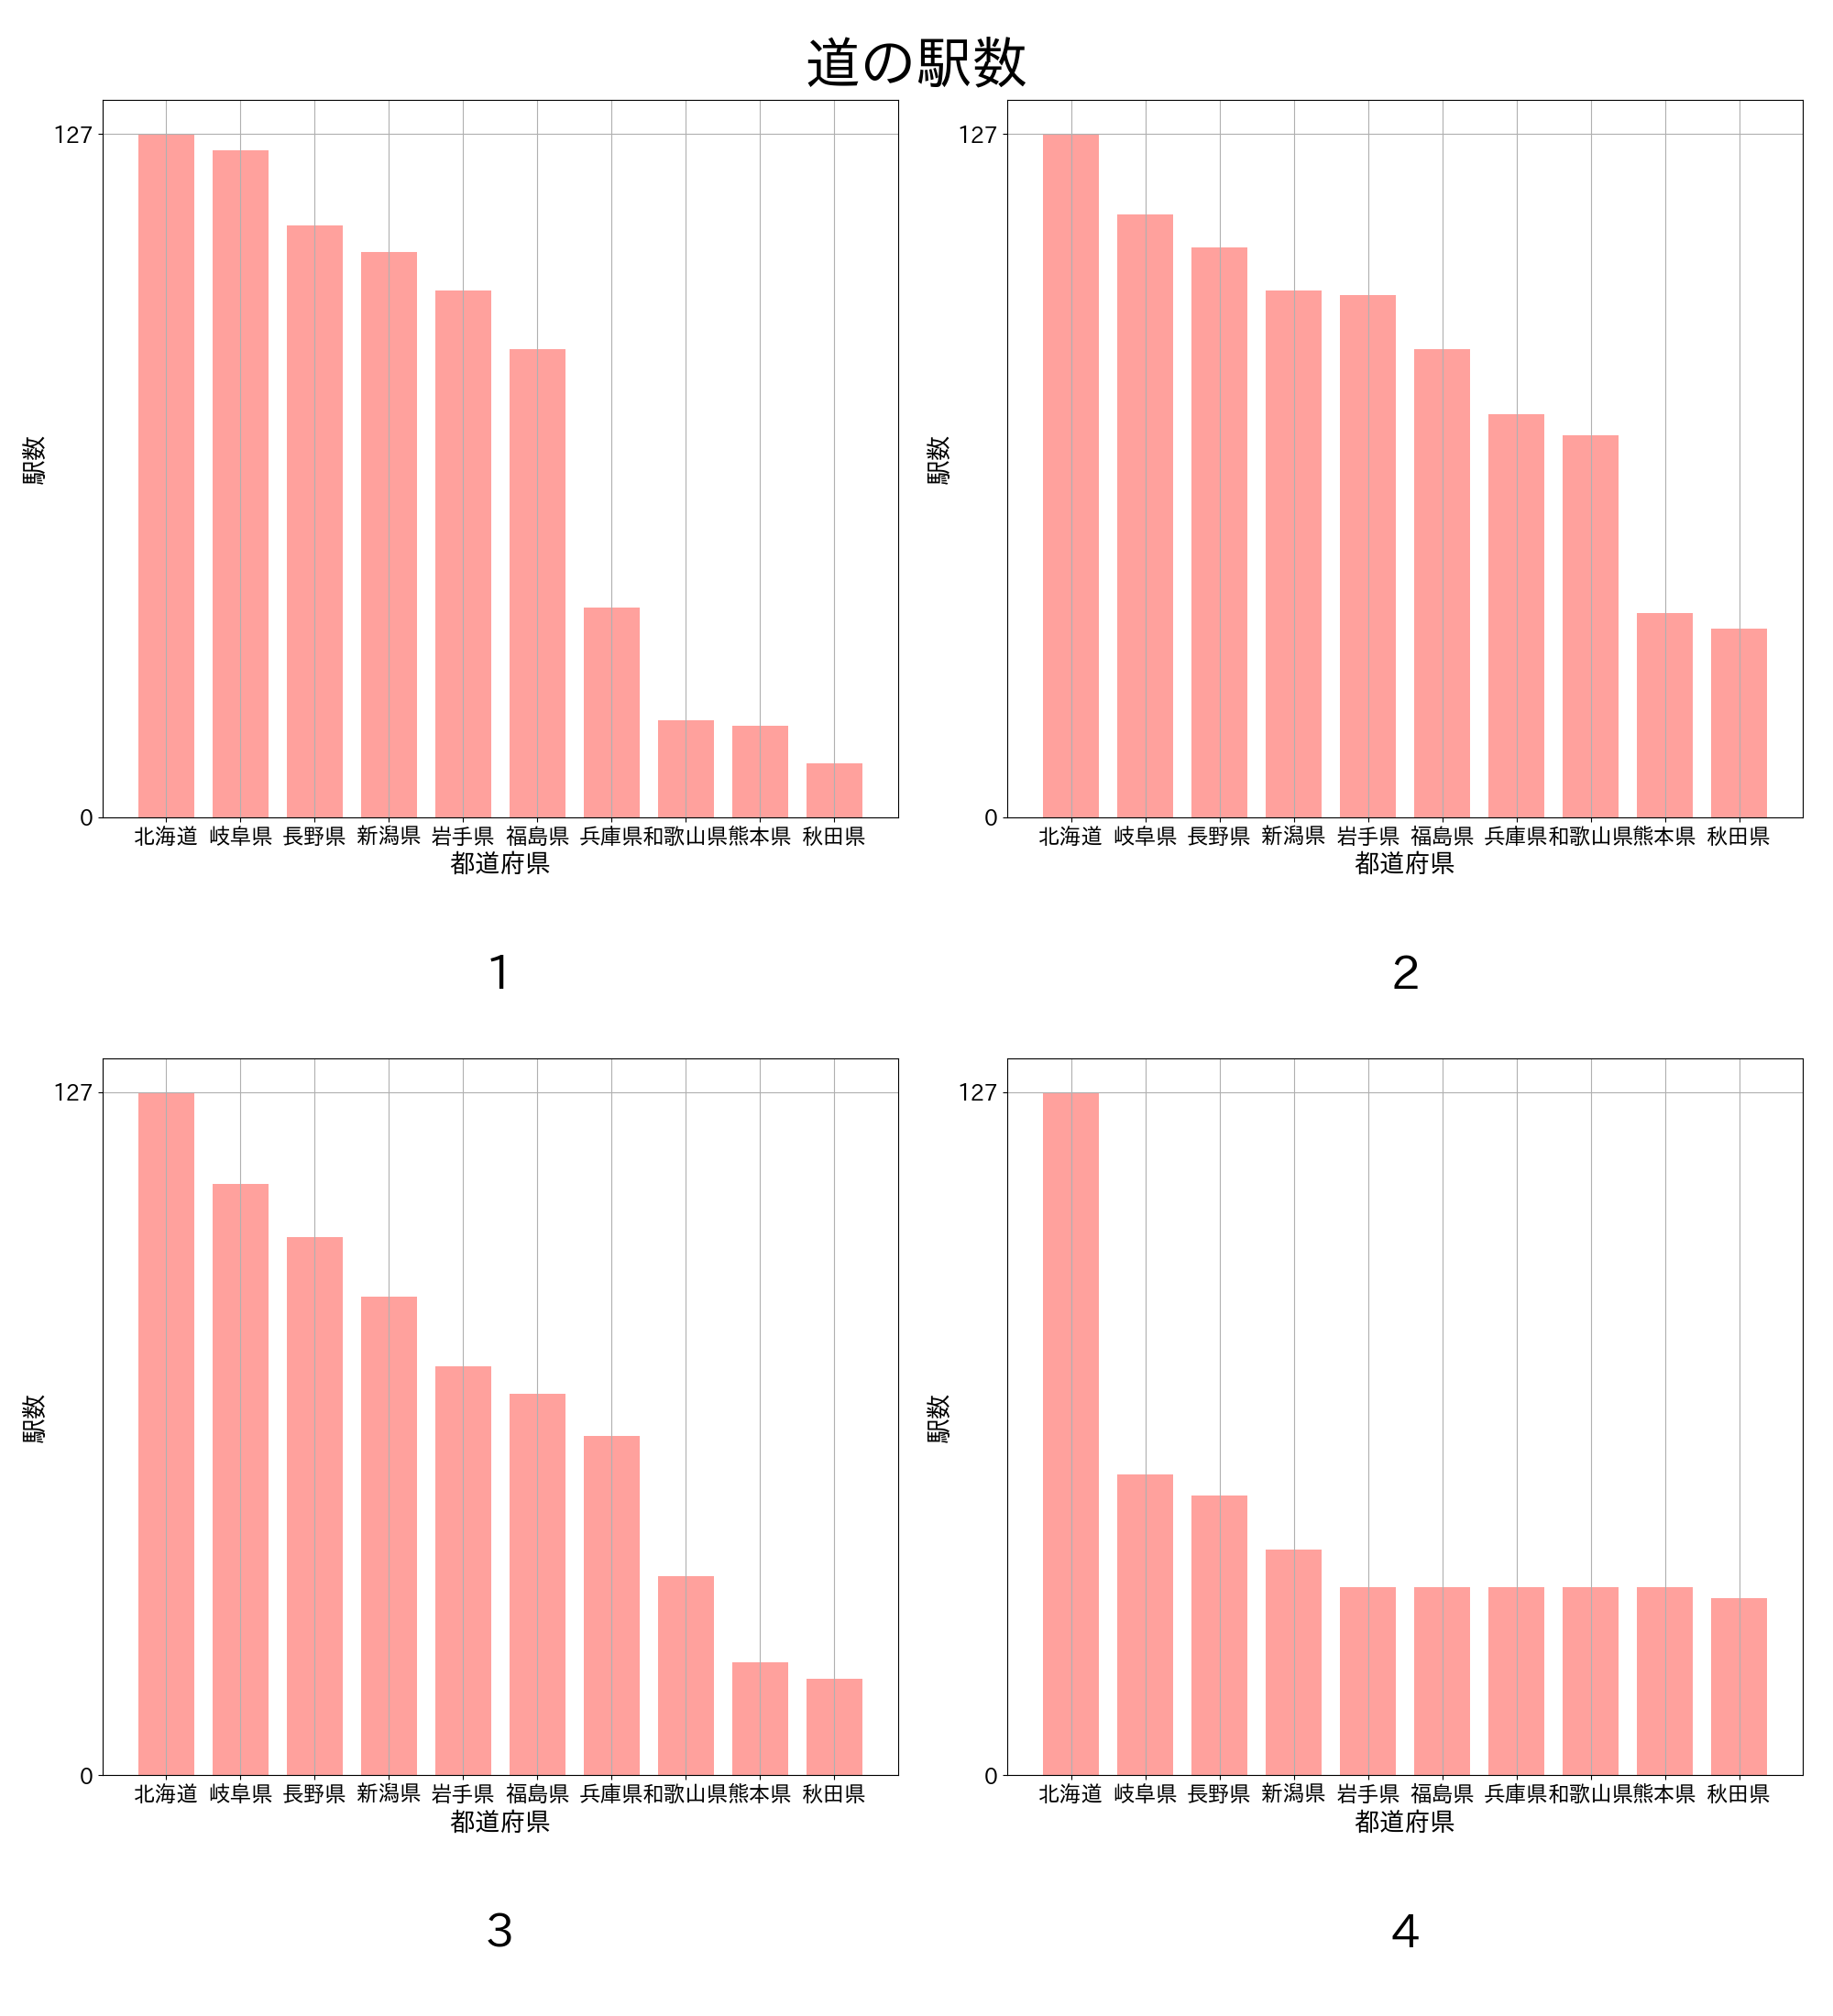 道の駅数
127
0
駅数
北海道 岐阜県 長野県 新潟県 岩手県 福島県 兵庫県 和歌山県 熊本県 秋田県
都道府県
1
127
0
駅数
北海道 岐阜県 長野県 新潟県 岩手県 福島県 兵庫県 和歌山県 熊本県 秋田県
都道府県
2
127
0
駅数
北海道 岐阜県 長野県 新潟県 岩手県 福島県 兵庫県 和歌山県 熊本県 秋田県
都道府県
3
127
0
駅数
北海道 岐阜県 長野県 新潟県 岩手県 福島県 兵庫県 和歌山県 熊本県 秋田県
都道府県
4